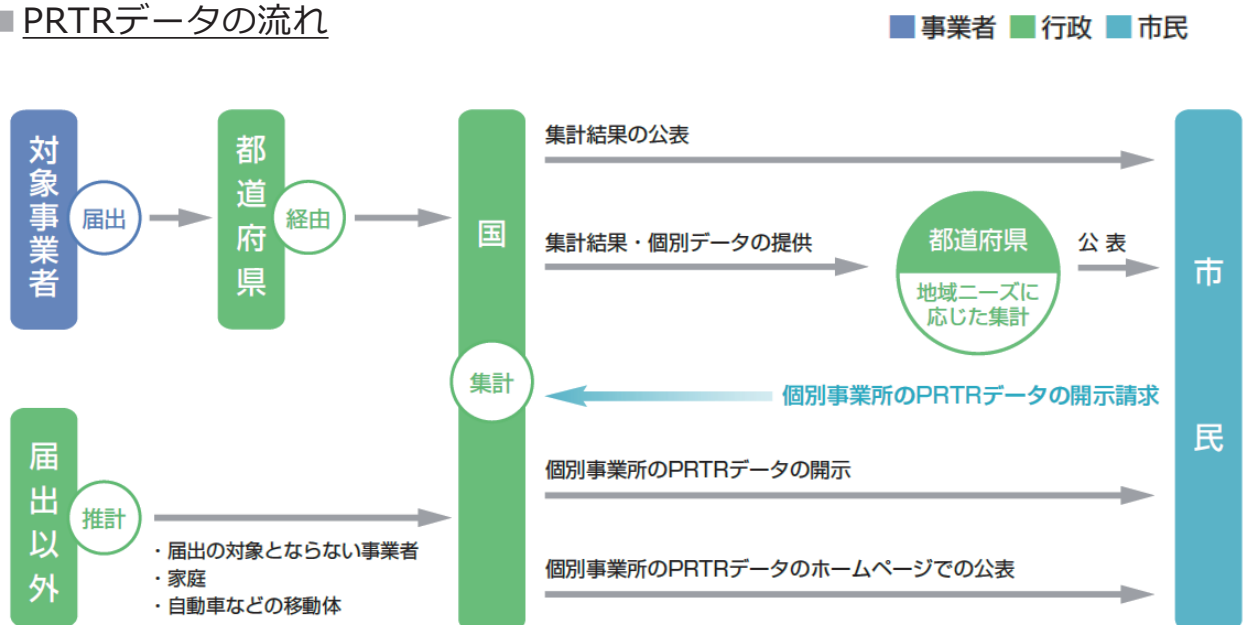 PRTRデータの流れ
事業者 行政 市民
対象事業者
届出
都道府県
経由
国
集計
集計結果の公表
集計結果・個別データの提供
都道府県
地域ニーズに
応じた集計
公 表
個別事業所のPRTRデータの開示請求
市民
届出以外
推計
・届出の対象とならない事業者
・家庭
・自動車などの移動体
個別事業所のPRTRデータの開示
個別事業所のPRTRデータのホームページでの公表